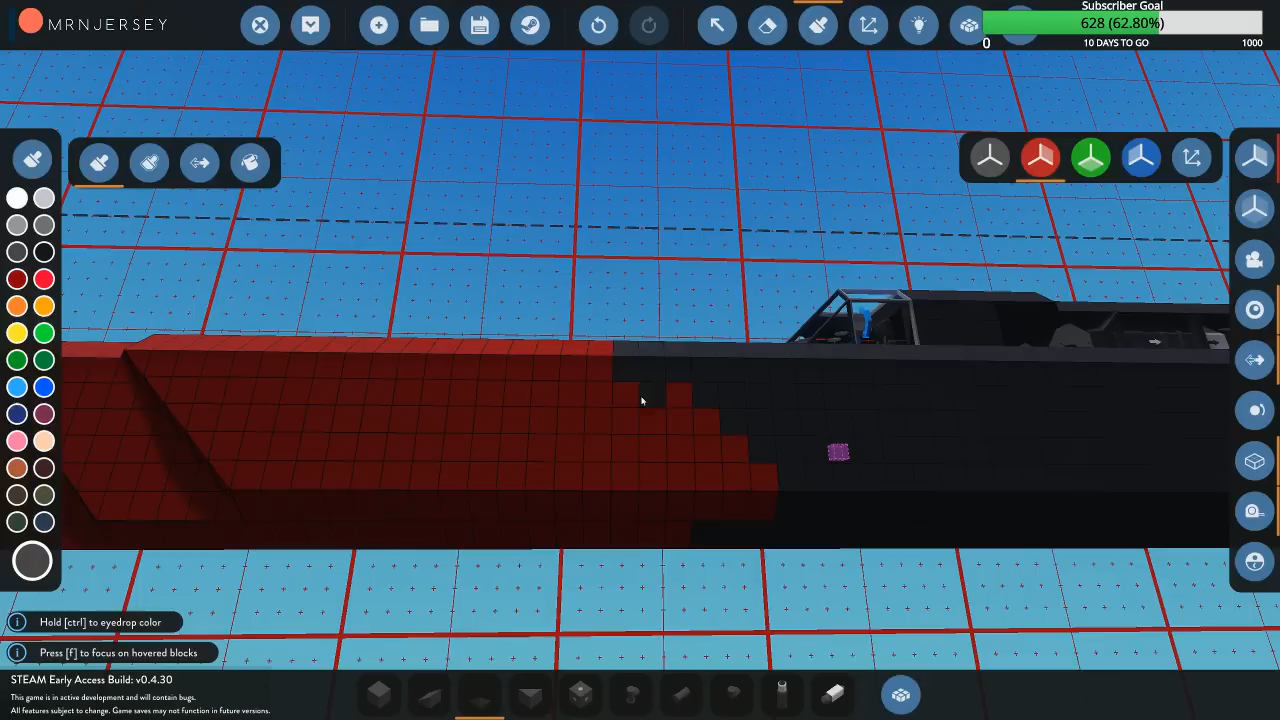 MRNJERSEY
Subscriber Goal
628 (62.80%)
0
10 DAYS TO GO
1000
Hold [ctrl] to eyedrop color
Press [f] to focus on hovered blocks
STEAM Early Access Build: v0.4.30
This game is in active development and will contain bugs.
All features subject to change. Game saves may not function in future versions.